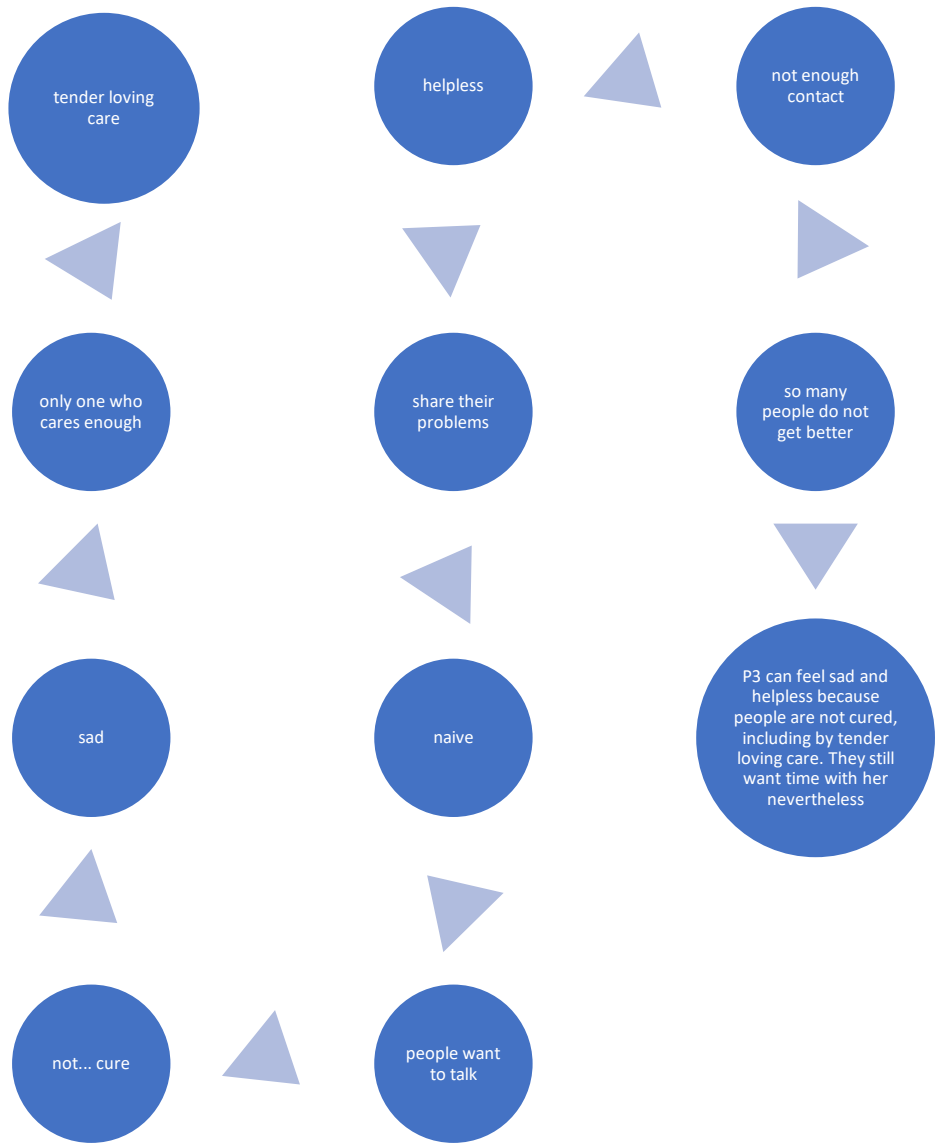 tender loving
care
only one who
cares enough
sad
not... cure
people want
to talk
naive
share their
problems
helpless
not enough
contact
so many
people do not
get better
P3 can feel sad and
helpless because
people are not cured,
including by tender
loving care. They still
want time with her
nevertheless